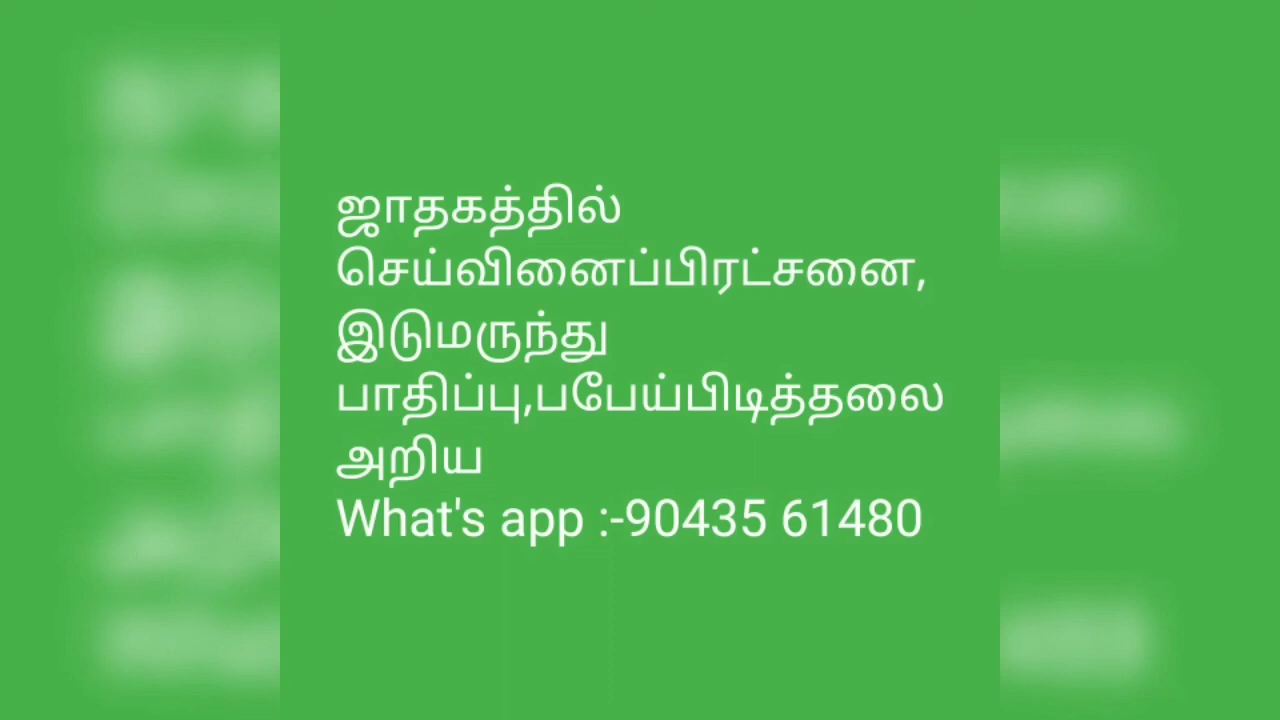 ஜாதகத்தில்
செய்வினைப்பிரட்சனை,
இடுமருந்து
பாதிப்பு,பபேய்பிடித்தலை
அறிய
What's app :-90435 61480